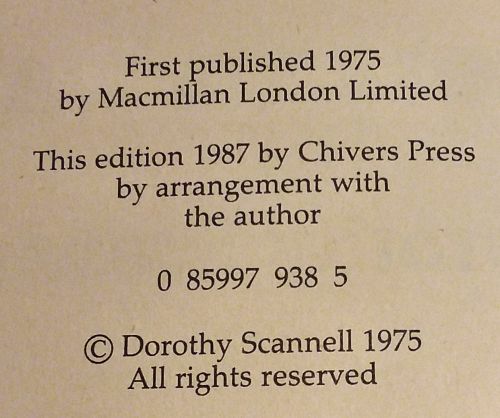 First published 1975
by Macmillan London Limited
This edition 1987 by Chivers Press
by arrangement with
the author
0 85997 938 5
© Dorothy Scannell 1975
All rights reserved